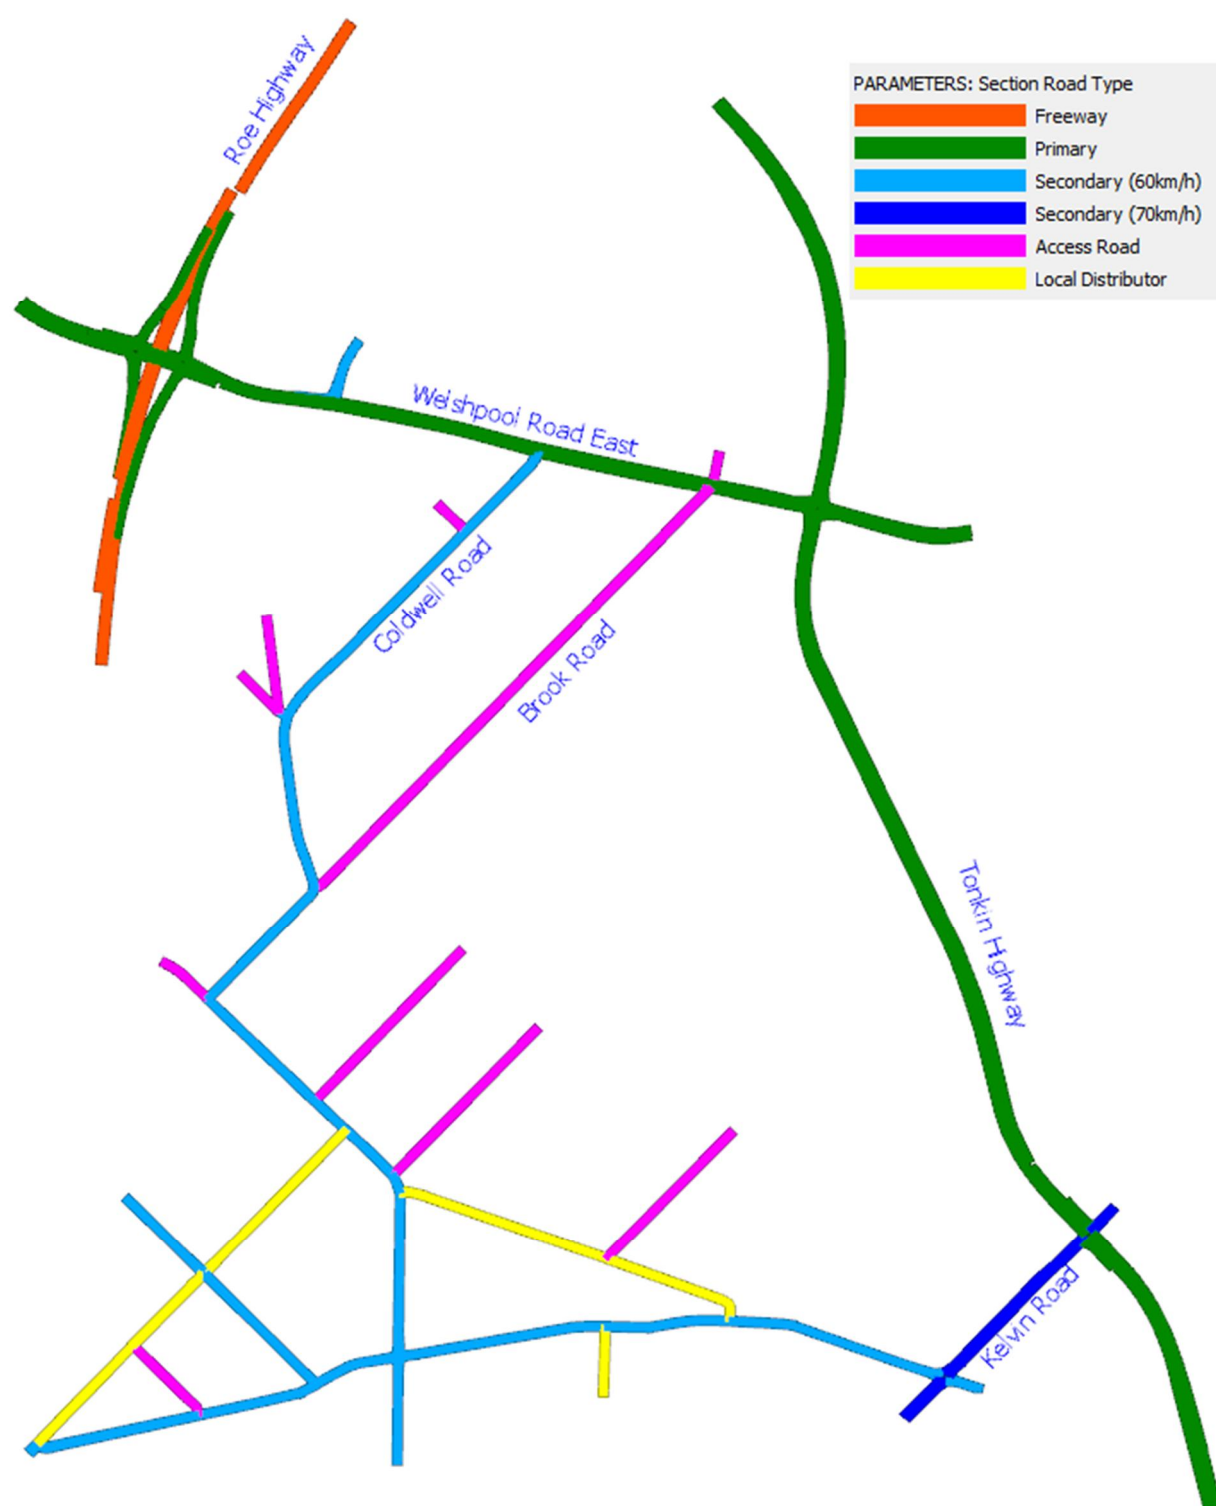 Roe Highway
PARAMETERS: Section Road Type
Freeway
Primary
Secondary (60km/h)
Secondary (70km/h)
Access Road
Local Distributor
Welshpool Road East
Coldwell Road
Brook Road
Tonkin Highway
Kelvin Road